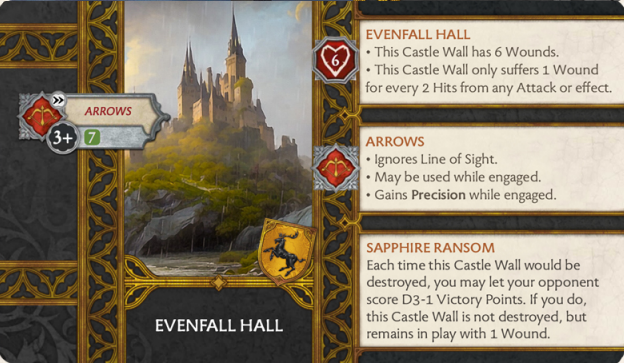 ARROWS
3+
7
EVENFALL HALL
6
EVENFALL HALL
• This Castle Wall has 6 Wounds.
• This Castle Wall only suffers 1 Wound
for every 2 Hits from any Attack or effect.
ARROWS
• Ignores Line of Sight.
• May be used while engaged.
• Gains Precision while engaged.
SAPPHIRE RANSOM
Each time this Castle Wall would be
destroyed, you may let your opponent
score D3-1 Victory Points. If you do,
this Castle Wall is not destroyed, but
remains in play with 1 Wound.